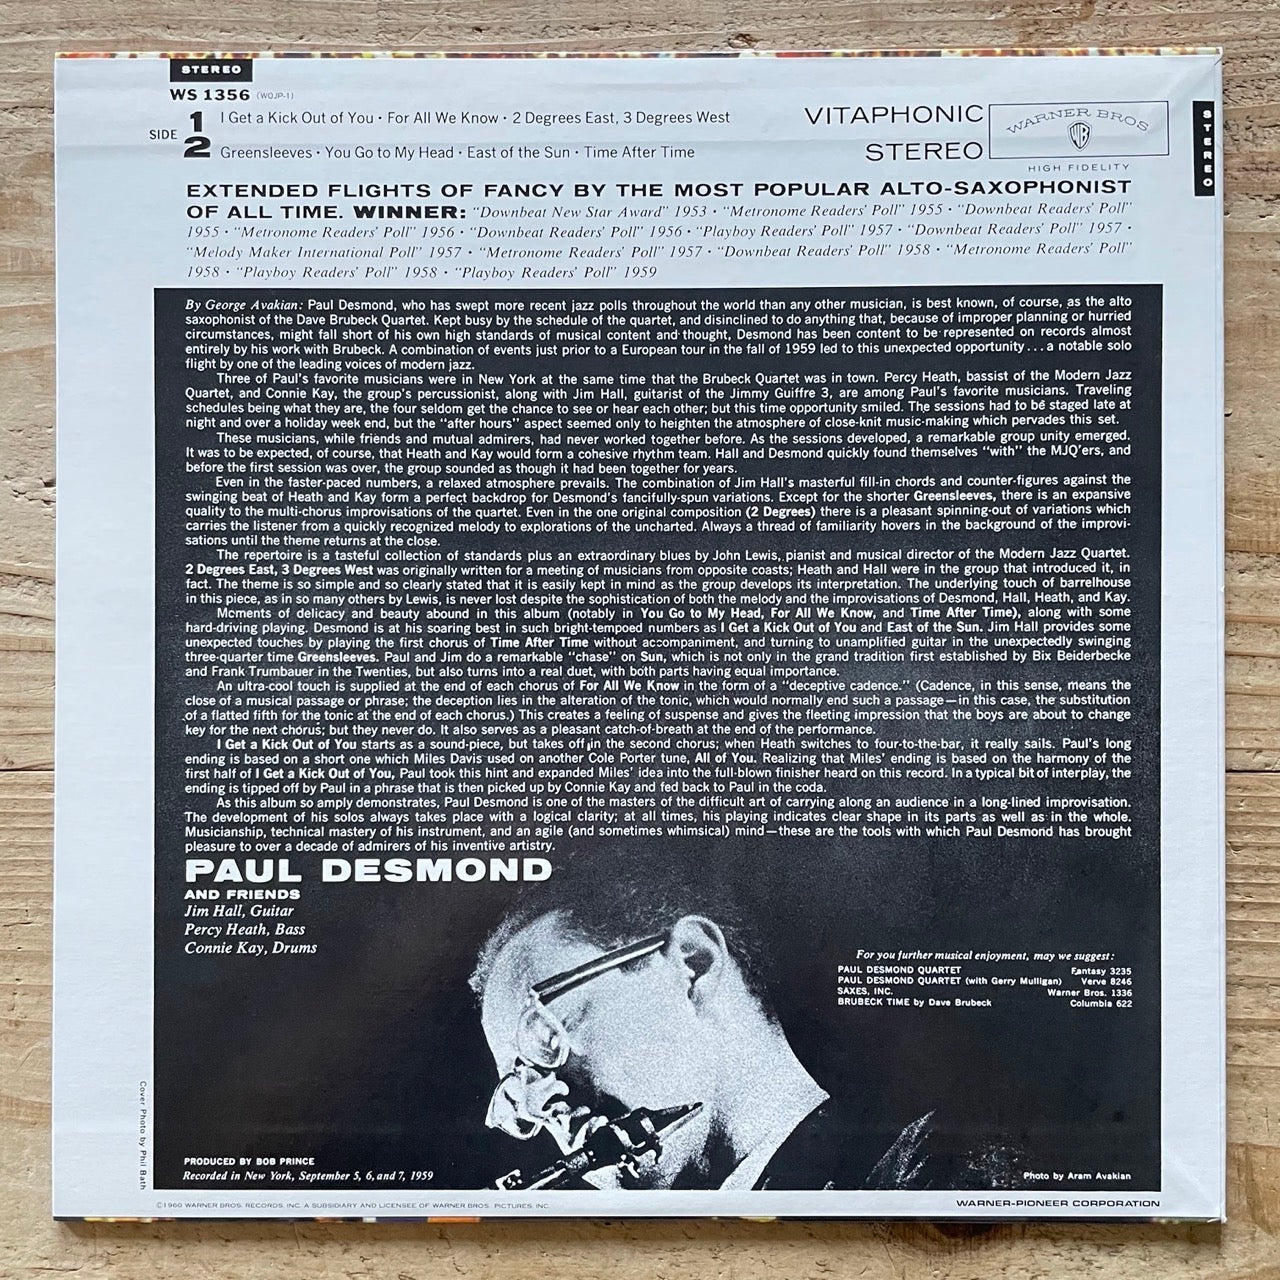 STEREO
WS 1356 (WOJP-1)
SIDE 1 I Get a Kick Out of You • For All We Know • 2 Degrees East, 3 Degrees West
2 Greensleeves • You Go to My Head • East of the Sun • Time After Time
VITAPHONIC
STEREO
WARNER BROS
WB
HIGH FIDELITY
STEREO
EXTENDED FLIGHTS OF FANCY BY THE MOST POPULAR ALTO-SAXOPHONIST
OF ALL TIME. WINNER: "Downbeat New Star Award" 1953 • "Metronome Readers' Poll" 1955 • "Downbeat Readers' Poll"
1955 • "Metronome Readers' Poll" 1956 • "Downbeat Readers' Poll" 1956 • "Playboy Readers' Poll" 1957 • "Downbeat Readers' Poll" 1957 •
"Melody Maker International Poll" 1957 • "Metronome Readers' Poll" 1957 • "Downbeat Readers' Poll" 1958 • "Metronome Readers' Poll"
1958 • "Playboy Readers' Poll" 1958 • "Playboy Readers' Poll" 1959
By George Avakian: Paul Desmond, who has swept more recent jazz polls throughout the world than any other musician, is best known, of course, as the alto
saxophonist of the Dave Brubeck Quartet. Kept busy by the schedule of the quartet, and disinclined to do anything that, because of improper planning or hurried
circumstances, might fall short of his own high standards of musical content and thought, Desmond has been content to be represented on records almost
entirely by his work with Brubeck. A combination of events just prior to a European tour in the fall of 1959 led to this unexpected opportunity...a notable solo
flight by one of the leading voices of modern jazz.
Three of Paul's favorite musicians were in New York at the same time that the Brubeck Quartet was in town. Percy Heath, bassist of the Modern Jazz
Quartet, and Connie Kay, the group's percussionist, along with Jim Hall, guitarist of the Jimmy Guiffre 3, are among Paul's favorite musicians. Traveling
schedules being what they are, the four seldom get the chance to see or hear each other; but this time opportunity smiled. The sessions had to be staged late at
night and over a holiday week end, but the "after hours" aspect seemed only to heighten the atmosphere of close-knit music-making which pervades this set.
These musicians, while friends and mutual admirers, had never worked together before. As the sessions developed, a remarkable group unity emerged.
It was to be expected, of course, that Heath and Kay would form a cohesive rhythm team. Hall and Desmond quickly found themselves "with" the MJQ'ers, and
before the first session was over, the group sounded as though it had been together for years.
Even in the faster-paced numbers, a relaxed atmosphere prevails. The combination of Jim Hall's masterful fill-in chords and counter-figures against the
swinging beat of Heath and Kay form a perfect backdrop for Desmond's fancifully-spun variations. Except for the shorter Greensleeves, there is an expansive
quality to the multi-chorus improvisations of the quartet. Even in the one original composition (2 Degrees) there is a pleasant spinning-out of variations which
carries the listener from a quickly recognized melody to explorations of the uncharted. Always a thread of familiarity hovers in the background of the improvi-
sations until the theme returns at the close.
The repertoire is a tasteful collection of standards plus an extraordinary blues by John Lewis, pianist and musical director of the Modern Jazz Quartet.
2 Degrees East, 3 Degrees West was originally written for a meeting of musicians from opposite coasts; Heath and Hall were in the group that introduced it, in
fact. The theme is so simple and so clearly stated that it is easily kept in mind as the group develops its interpretation. The underlying touch of barrelhouse
in this piece, as in so many others by Lewis, is never lost despite the sophistication of both the melody and the improvisations of Desmond, Hall, Heath, and Kay.
Moments of delicacy and beauty abound in this album (notably in You Go to My Head, For All We Know, and Time After Time), along with some
hard-driving playing. Desmond is at his soaring best in such bright-tempoed numbers as I Get a Kick Out of You and East of the Sun. Jim Hall provides some
unexpected touches by playing the first chorus of Time After Time without accompaniment, and turning to unamplified guitar in the unexpectedly swinging
three-quarter time Greensleeves. Paul and Jim do a remarkable "chase" on Sun, which is not only in the grand tradition first established by Bix Beiderbecke
and Frank Trumbauer in the Twenties, but also turns into a real duet, with both parts having equal importance.
An ultra-cool touch is supplied at the end of each chorus of For All We Know in the form of a "deceptive cadence." (Cadence, in this sense, means the
close of a musical passage or phrase; the deception lies in the alteration of the tonic, which would normally end such a passage—in this case, the substitution
of a flatted fifth for the tonic at the end of each chorus.) This creates a feeling of suspense and gives the fleeting impression that the boys are about to change
key for the next chorus; but they never do. It also serves as a pleasant catch-of-breath at the end of the performance.
I Get a Kick Out of You starts as a sound-piece, but takes off in the second chorus; when Heath switches to four-to-the-bar, it really sails. Paul's long
ending is based on a short one which Miles Davis used on another Cole Porter tune, All of You. Realizing that Miles' ending is based on the harmony of the
first half of I Get a Kick Out of You, Paul took this hint and expanded Miles' idea into the full-blown finisher heard on this record. In a typical bit of interplay, the
ending is tipped off by Paul in a phrase that is then picked up by Connie Kay and fed back to Paul in the coda.
As this album so amply demonstrates, Paul Desmond is one of the masters of the difficult art of carrying along an audience in a long-lined improvisation.
The development of his solos always takes place with a logical clarity; at all times, his playing indicates clear shape in its parts as well as in the whole.
Musicianship, technical mastery of his instrument, and an agile (and sometimes whimsical) mind—these are the tools with which Paul Desmond has brought
pleasure to over a decade of admirers of his inventive artistry.
PAUL DESMOND
AND FRIENDS
Jim Hall, Guitar
Percy Heath, Bass
Connie Kay, Drums
For you further musical enjoyment, may we suggest:
PAUL DESMOND QUARTET Fantasy 3235
PAUL DESMOND QUARTET (with Gerry Mulligan) Verve 8246
SAXES, INC. Warner Bros. 1336
BRUBECK TIME by Dave Brubeck Columbia 622
Cover Photo by Phil Bath
PRODUCED BY BOB PRINCE
Recorded in New York, September 5, 6, and 7, 1959
Photo by Aram Avakian
©1960 WARNER BROS. RECORDS, INC. A SUBSIDIARY AND LICENSEE OF WARNER BROS. PICTURES, INC.
WARNER-PIONEER CORPORATION